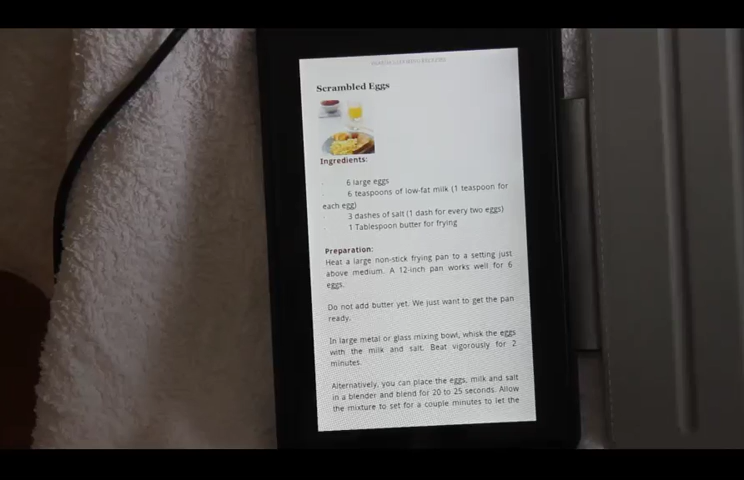 Scrambled Eggs
Ingredients:
· 6 large eggs
· 6 teaspoons of low-fat milk (1 teaspoon for
each egg)
· 3 dashes of salt (1 dash for every two eggs)
· 1 Tablespoon butter for frying
Preparation:
Heat a large non-stick frying pan to a setting just
above medium. A 12-inch pan works well for 6
eggs.
Do not add butter yet. We just want to get the pan
ready.
In large metal or glass mixing bowl, whisk the eggs
with the milk and salt. Beat vigorously for 2
minutes.
Alternatively, you can place the eggs, milk and salt
in a blender and blend for 20 to 25 seconds. Allow
the mixture to set for a couple minutes to let the